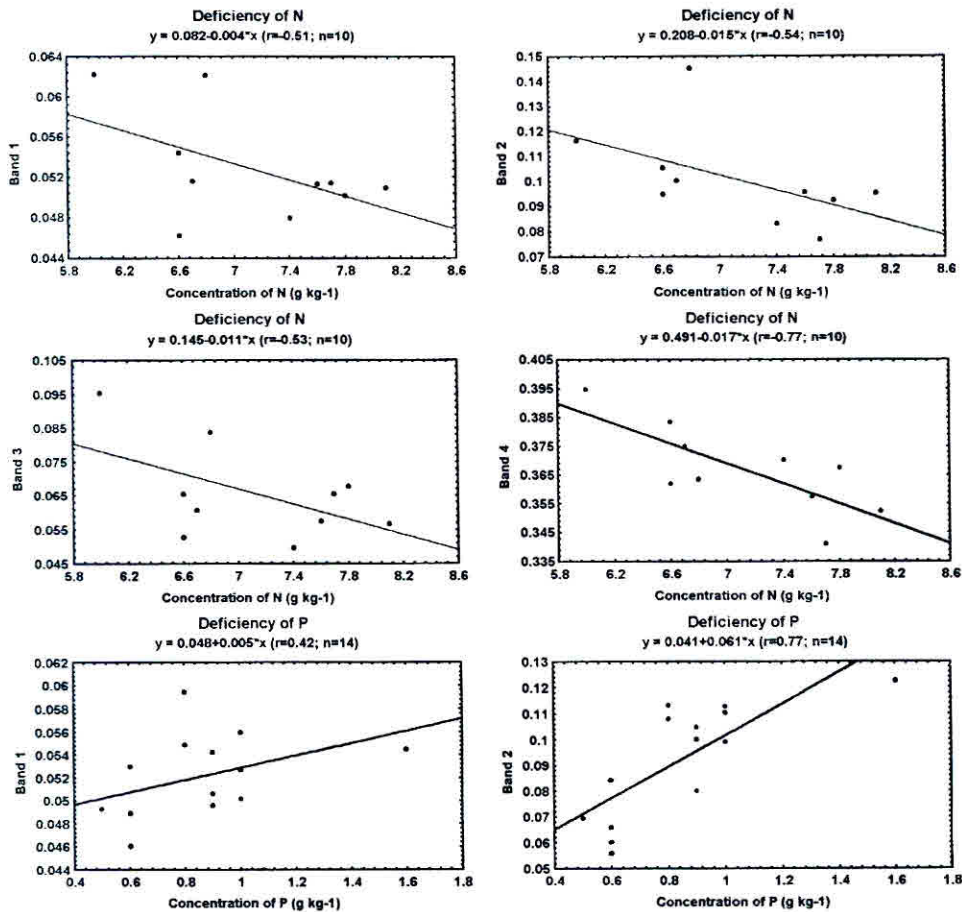 Deficiency of N
y = 0.082-0.004*x (r=-0.51; n=10)
0.064
0.06
0.056
0.052
0.048
0.044
Band 1
5.8 6.2 6.6 7 7.4 7.8 8.2 8.6
Concentration of N (g kg-1)
Deficiency of N
y = 0.208-0.015*x (r=-0.54; n=10)
0.15
0.14
0.13
0.12
0.11
0.1
0.09
0.08
0.07
Band 2
5.8 6.2 6.6 7 7.4 7.8 8.2 8.6
Concentration of N (g kg-1)
Deficiency of N
y = 0.145-0.011*x (r=-0.53; n=10)
0.105
0.095
0.085
0.075
0.065
0.055
0.045
Band 3
5.8 6.2 6.6 7 7.4 7.8 8.2 8.6
Concentration of N (g kg-1)
Deficiency of N
y = 0.491-0.017*x (r=-0.77; n=10)
0.405
0.395
0.385
0.375
0.365
0.355
0.345
0.335
Band 4
5.8 6.2 6.6 7 7.4 7.8 8.2 8.6
Concentration of N (g kg-1)
Deficiency of P
y = 0.048+0.005*x (r=0.42; n=14)
0.062
0.06
0.058
0.056
0.054
0.052
0.05
0.048
0.046
0.044
Band 1
0.4 0.6 0.8 1 1.2 1.4 1.6 1.8
Concentration of P (g kg-1)
Deficiency of P
y = 0.041+0.061*x (r=0.77; n=14)
0.13
0.12
0.11
0.1
0.09
0.08
0.07
0.06
0.05
Band 2
0.4 0.6 0.8 1 1.2 1.4 1.6 1.8
Concentration of P (g kg-1)